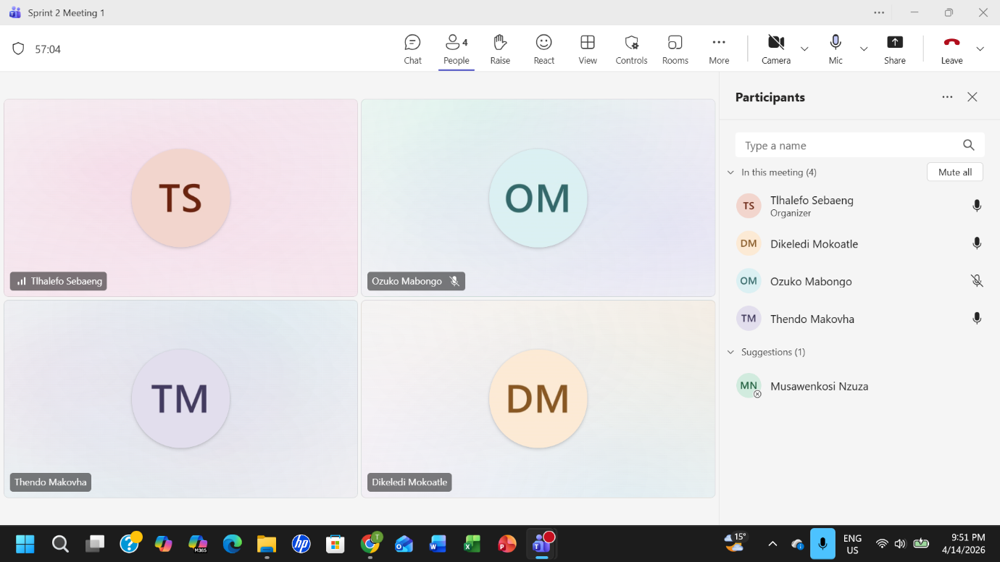 Sprint 2 Meeting 1
57:04
Chat
People 4
Raise
React
View
Controls
Rooms
More
Camera
Mic
Share
Leave
TS
Tlhalefo Sebaeng
OM
Ozuko Mabongo
TM
Thendo Makovha
DM
Dikeledi Mokoatle
Participants
Type a name
In this meeting (4)
Mute all
TS
Tlhalefo Sebaeng
Organizer
DM
Dikeledi Mokoatle
OM
Ozuko Mabongo
TM
Thendo Makovha
Suggestions (1)
MN
Musawenkosi Nzuza
M365
T
15°
ENG
US
9:51 PM
4/14/2026